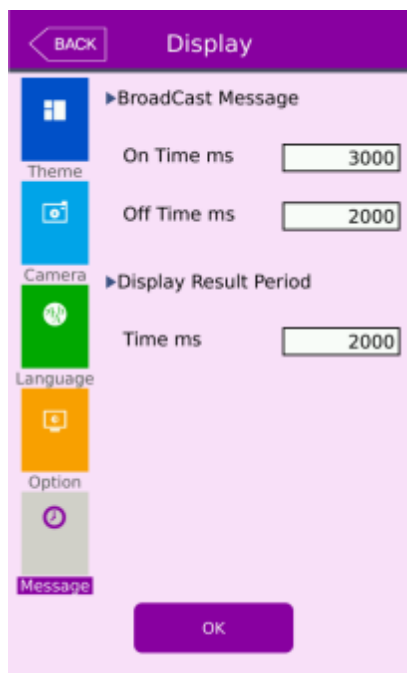 BACK
Display
Theme
Camera
Language
Option
Message
▶BroadCast Message
On Time ms 3000
Off Time ms 2000
▶Display Result Period
Time ms 2000
OK